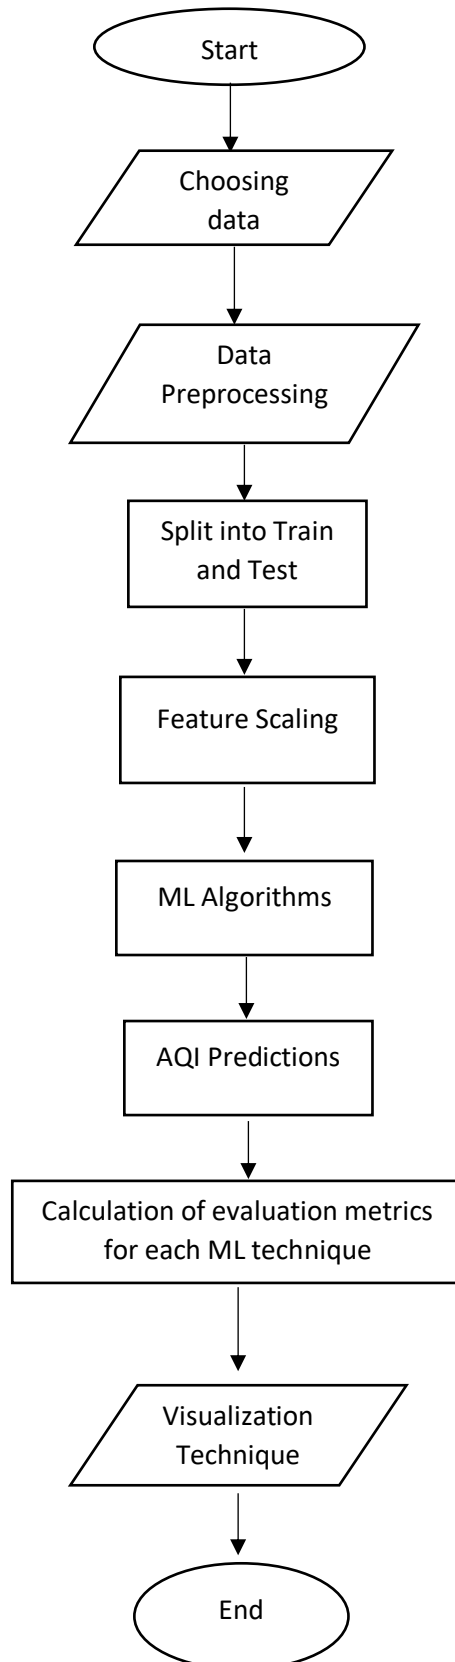 Start
Choosing
data
Data
Preprocessing
Split into Train
and Test
Feature Scaling
ML Algorithms
AQI Predictions
Calculation of evaluation metrics
for each ML technique
Visualization
Technique
End